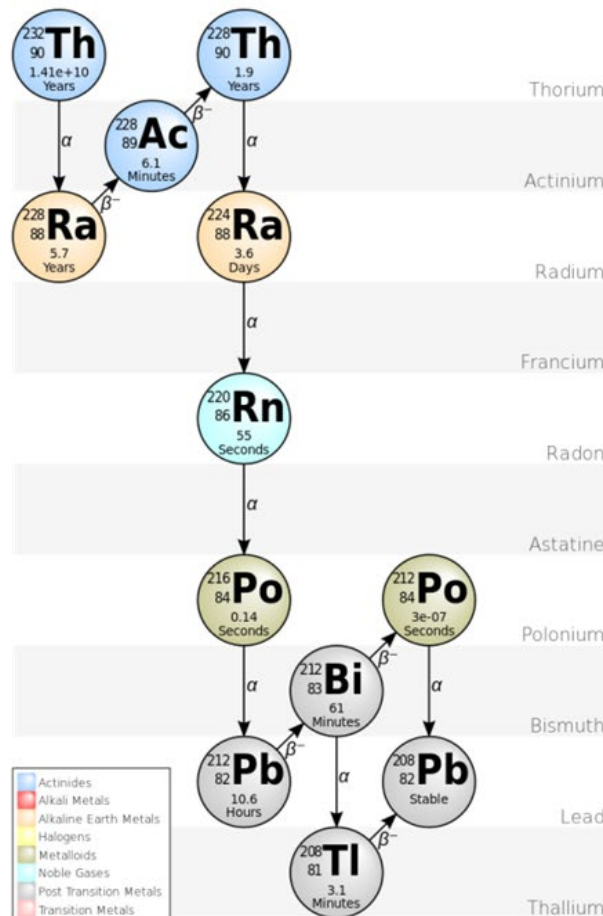 232
90
Th
1.41e+10
Years
228
90
Th
1.9
Years
Thorium
α
β⁻
228
89
Ac
6.1
Minutes
α
Actinium
β⁻
228
88
Ra
5.7
Years
224
88
Ra
3.6
Days
Radium
α
Francium
220
86
Rn
55
Seconds
Radon
α
Astatine
216
84
Po
0.14
Seconds
212
84
Po
3e-07
Seconds
Polonium
α
β⁻
212
83
Bi
61
Minutes
α
Bismuth
β⁻
212
82
Pb
10.6
Hours
α
208
82
Pb
Stable
Lead
β⁻
208
81
Tl
3.1
Minutes
Thallium
Actinides
Alkali Metals
Alkaline Earth Metals
Halogens
Metalloids
Noble Gases
Post Transition Metals
Transition Metals